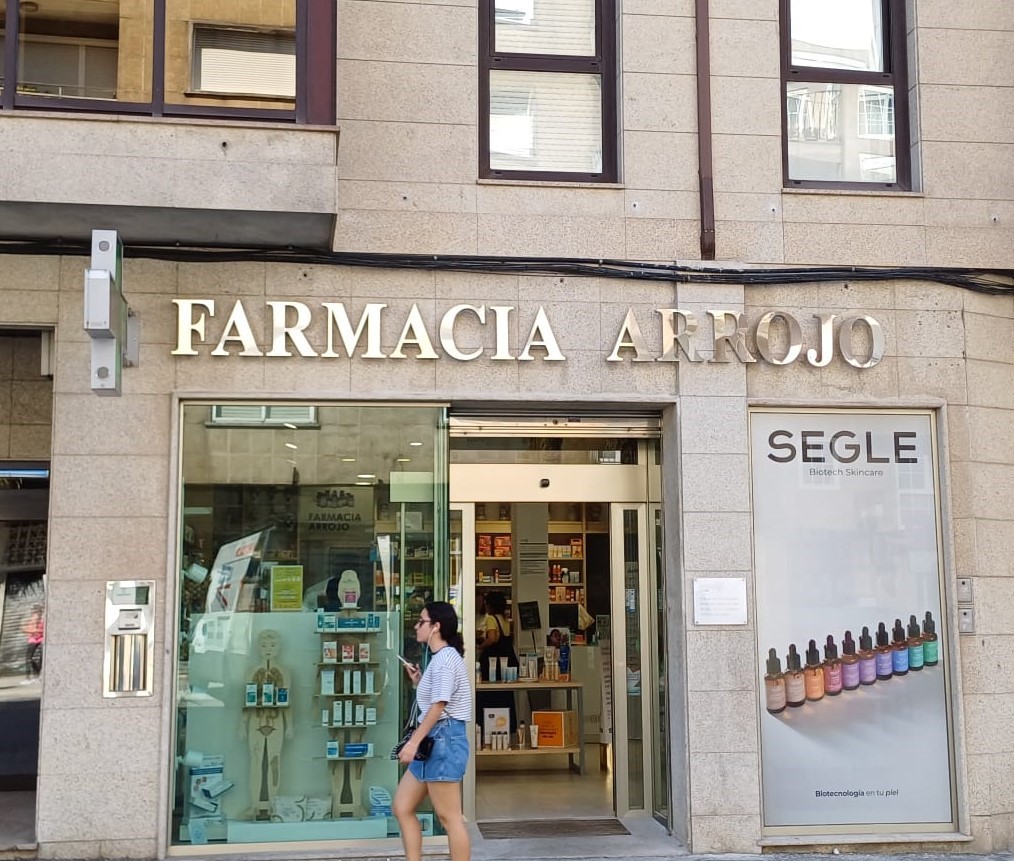 FARMACIA ARROJO
FARMACIA
ARROJO
SEGLE
Biotech Skincare
Biotecnología en tu piel